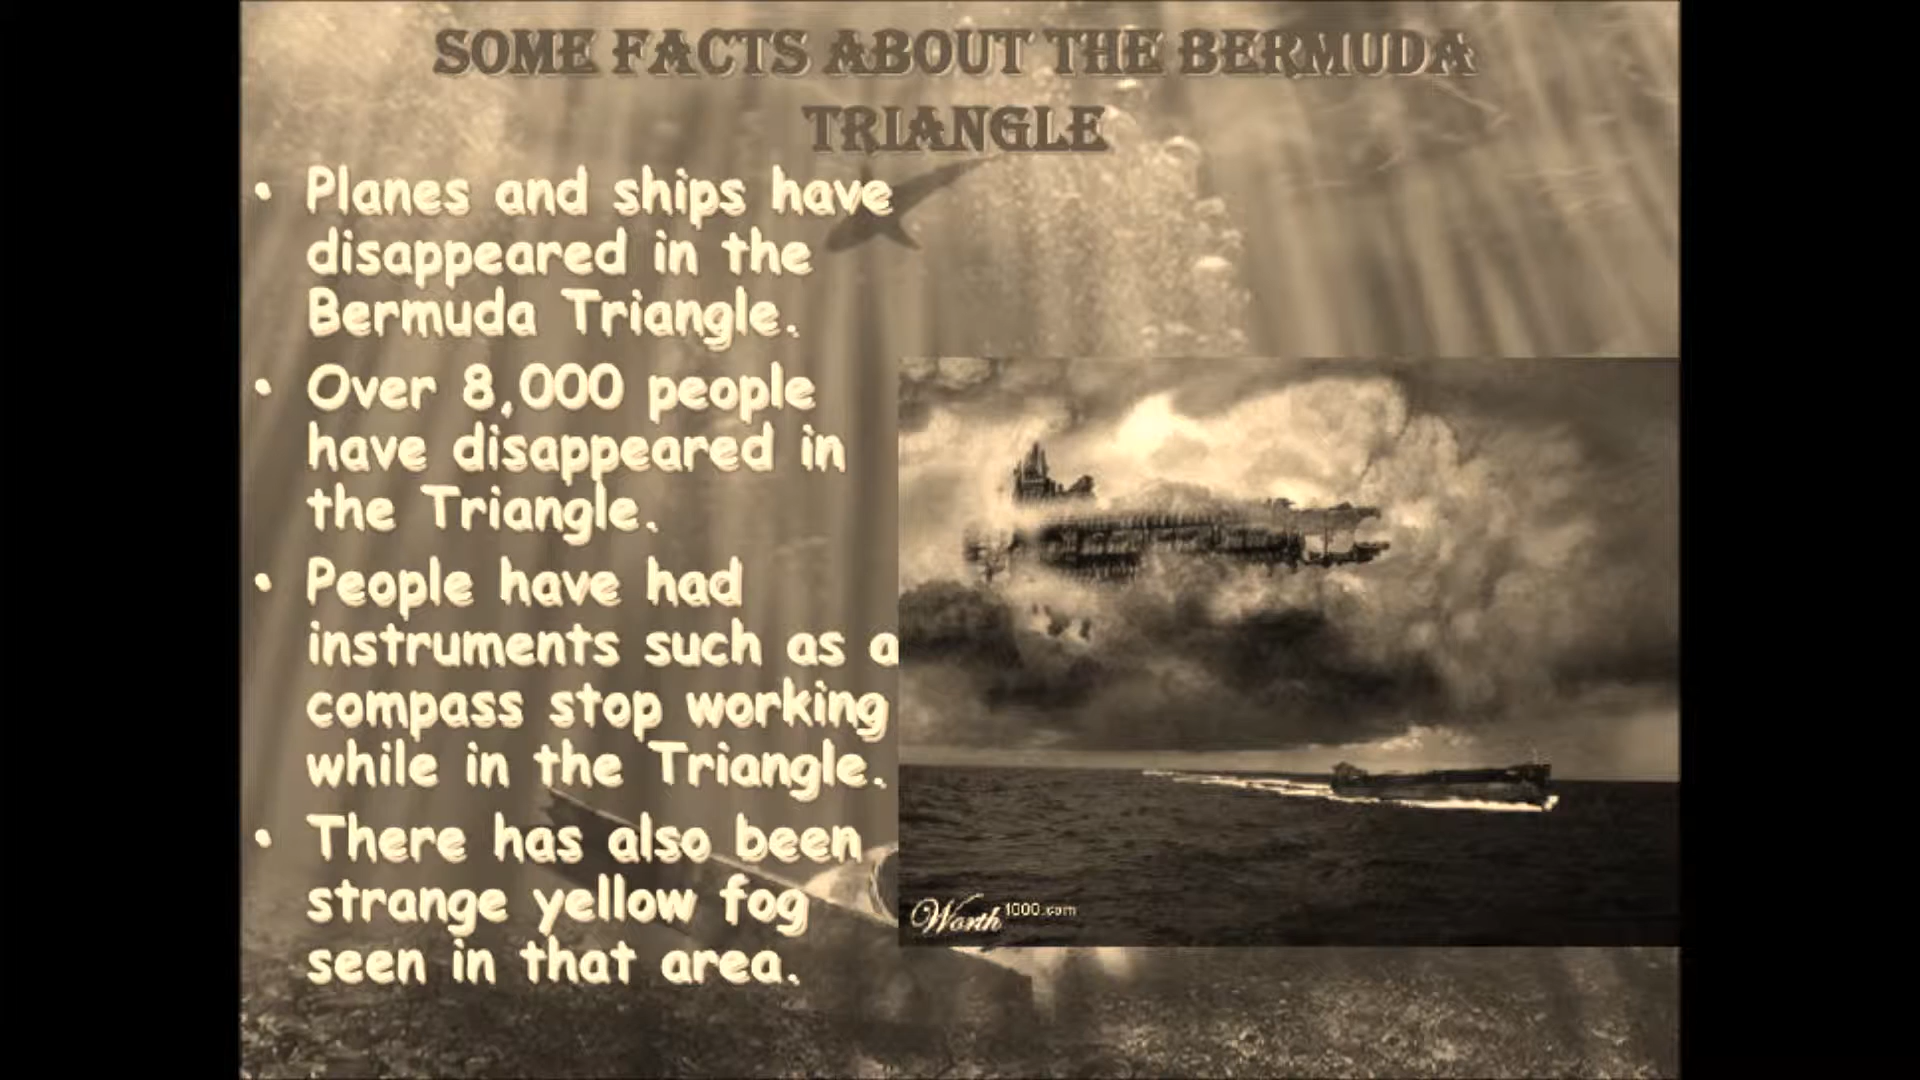 SOME FACTS ABOUT THE BERMUDA
TRIANGLE
• Planes and ships have
disappeared in the
Bermuda Triangle.
• Over 8,000 people
have disappeared in
the Triangle.
• People have had
instruments such as a
compass stop working
while in the Triangle.
• There has also been
strange yellow fog
seen in that area.
Worth1000.com